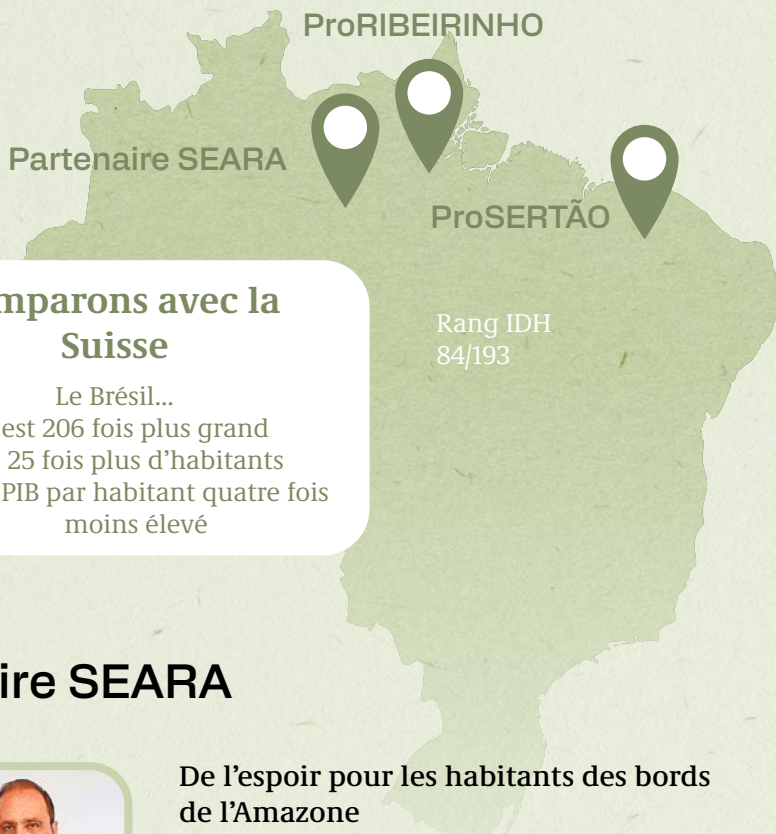 ProRIBEIRINHO
Partenaire SEARA
ProSERTÃO
mparons avec la
Suisse
Le Brésil...
est 206 fois plus grand
25 fois plus d’habitants
PIB par habitant quatre fois
moins élevé
Rang IDH
84/193
ire SEARA
De l’espoir pour les habitants des bords
de l’Amazone